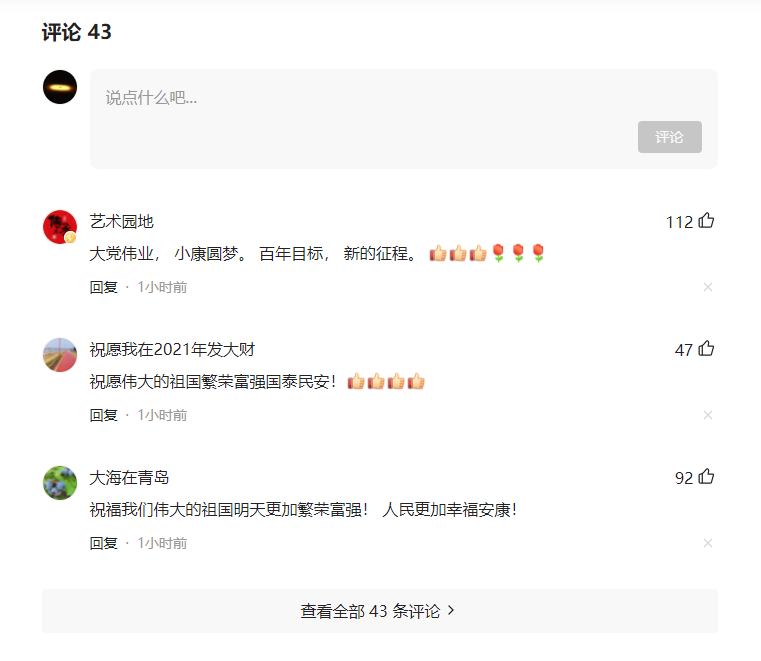 评论 43
说点什么吧...
评论
艺术园地 112
大党伟业， 小康圆梦。 百年目标， 新的征程。 👍👍👍🌹🌹🌹
回复 · 1小时前
祝愿我在2021年发大财 47
祝愿伟大的祖国繁荣富强国泰民安！👍👍👍👍
回复 · 1小时前
大海在青岛 92
祝福我们伟大的祖国明天更加繁荣富强！ 人民更加幸福安康！
回复 · 1小时前
查看全部 43 条评论 >